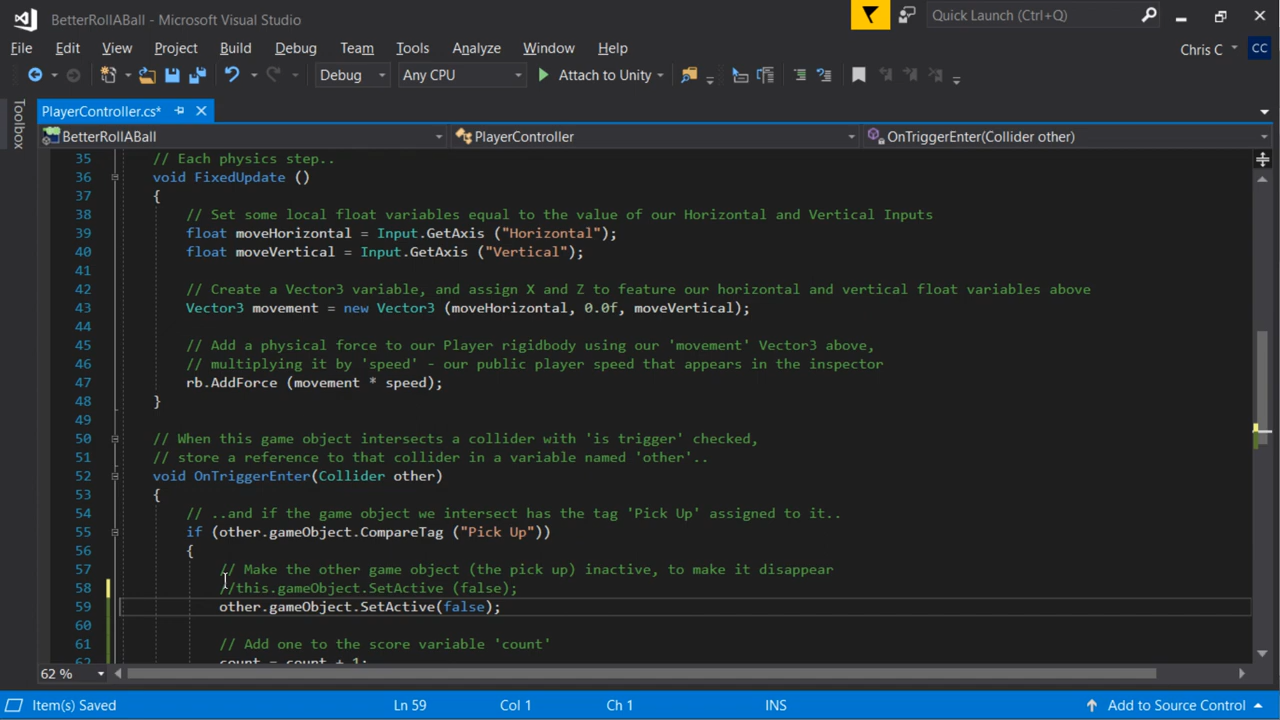 BetterRollABall - Microsoft Visual Studio
Quick Launch (Ctrl+Q)
File Edit View Project Build Debug Team Tools Analyze Window Help
Chris C
CC
Debug
Any CPU
Attach to Unity
Toolbox
PlayerController.cs*
BetterRollABall
PlayerController
OnTriggerEnter(Collider other)
35 // Each physics step..
36 void FixedUpdate ()
37 {
38 // Set some local float variables equal to the value of our Horizontal and Vertical Inputs
39 float moveHorizontal = Input.GetAxis ("Horizontal");
40 float moveVertical = Input.GetAxis ("Vertical");
41
42 // Create a Vector3 variable, and assign X and Z to feature our horizontal and vertical float variables above
43 Vector3 movement = new Vector3 (moveHorizontal, 0.0f, moveVertical);
44
45 // Add a physical force to our Player rigidbody using our 'movement' Vector3 above,
46 // multiplying it by 'speed' - our public player speed that appears in the inspector
47 rb.AddForce (movement * speed);
48 }
49
50 // When this game object intersects a collider with 'is trigger' checked,
51 // store a reference to that collider in a variable named 'other'..
52 void OnTriggerEnter(Collider other)
53 {
54 // ..and if the game object we intersect has the tag 'Pick Up' assigned to it..
55 if (other.gameObject.CompareTag ("Pick Up"))
56 {
57 // Make the other game object (the pick up) inactive, to make it disappear
58 //this.gameObject.SetActive (false);
59 other.gameObject.SetActive(false);
60
61 // Add one to the score variable 'count'
62 count = count + 1;
62 %
Item(s) Saved
Ln 59
Col 1
Ch 1
INS
Add to Source Control